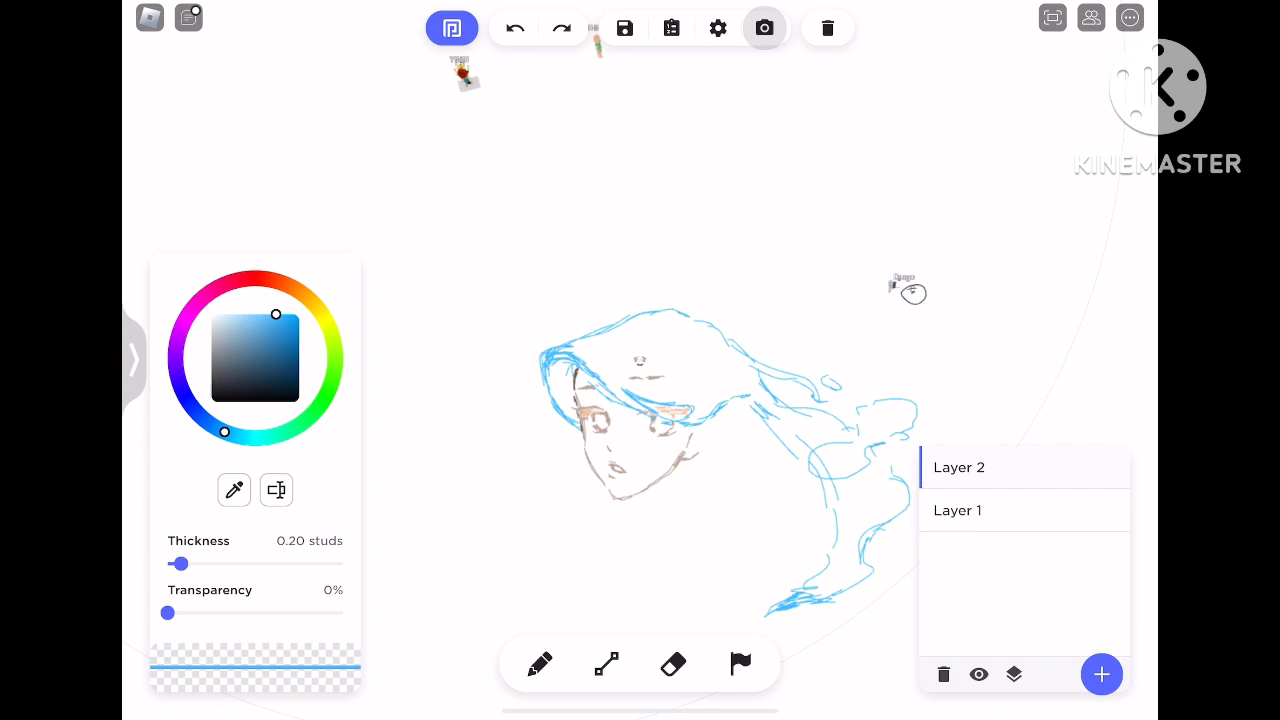 KINEMASTER
Layer 2
Layer 1
Thickness 0.20 studs
Transparency 0%